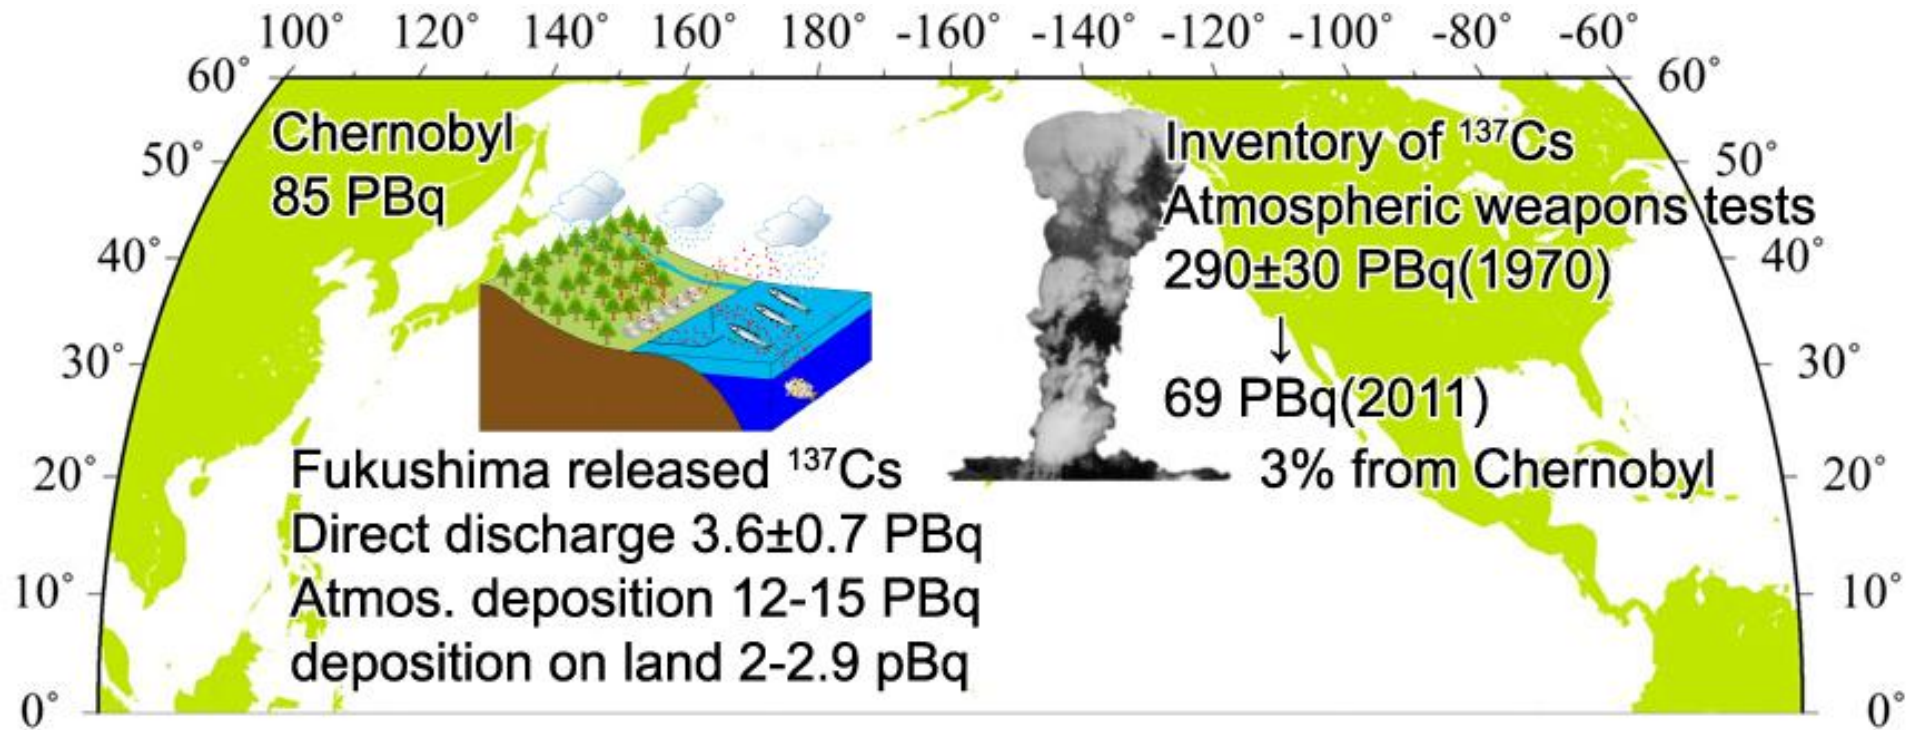 100° 120° 140° 160° 180° -160° -140° -120° -100° -80° -60°
60° 60°
50° 50°
40° 40°
30° 30°
20° 20°
10° 10°
0° 0°
Chernobyl
85 PBq
Inventory of ¹³⁷Cs
Atmospheric weapons tests
290±30 PBq(1970)
↓
69 PBq(2011)
3% from Chernobyl
Fukushima released ¹³⁷Cs
Direct discharge 3.6±0.7 PBq
Atmos. deposition 12-15 PBq
deposition on land 2-2.9 pBq